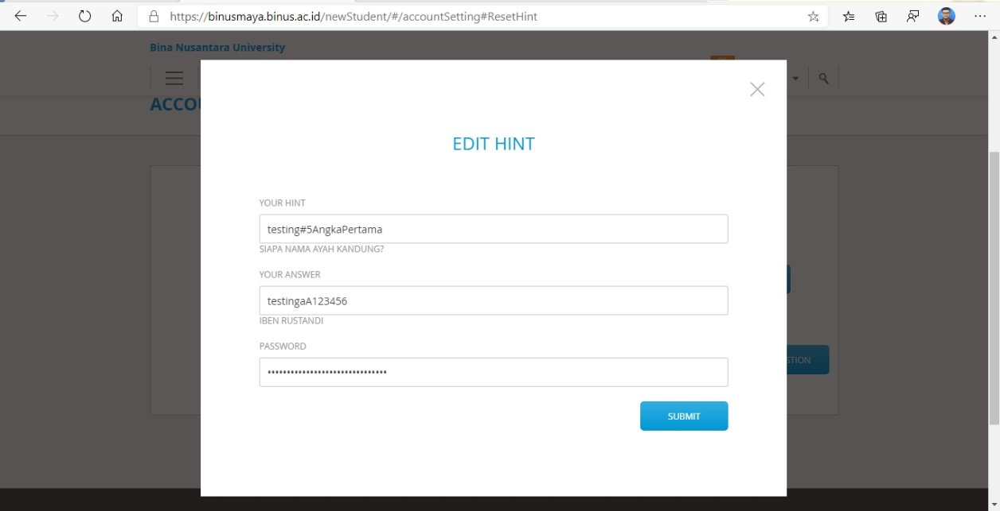 https://binusmaya.binus.ac.id/newStudent/#/accountSetting#ResetHint
Bina Nusantara University
ACCOU
EDIT HINT
YOUR HINT
testing#5AngkaPertama
SIAPA NAMA AYAH KANDUNG?
YOUR ANSWER
testingaA123456
IBEN RUSTANDI
PASSWORD
STION
SUBMIT